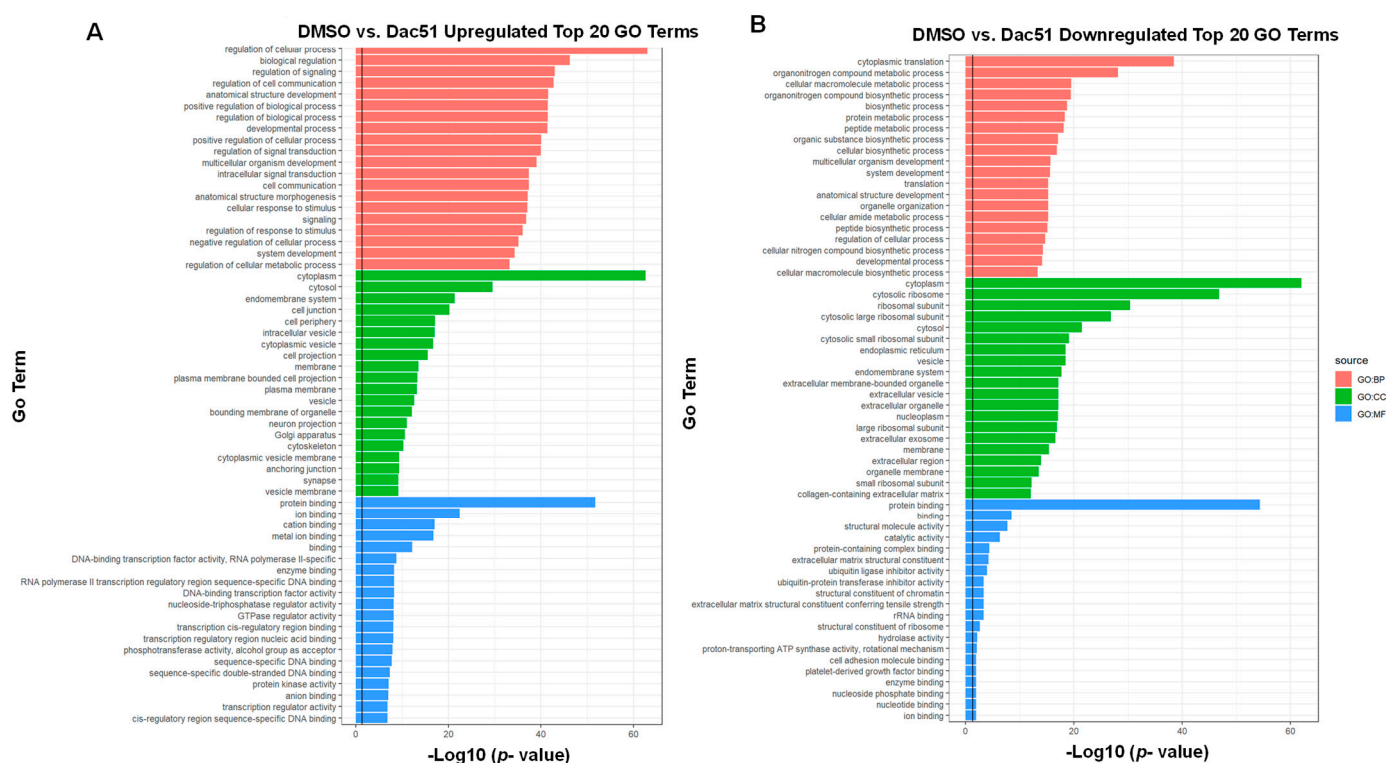 A
DMSO vs. Dac51 Upregulated Top 20 GO Terms
regulation of cellular process
biological regulation
regulation of signaling
regulation of cell communication
anatomical structure development
positive regulation of biological process
regulation of biological process
developmental process
positive regulation of cellular process
regulation of signal transduction
multicellular organism development
intracellular signal transduction
cell communication
anatomical structure morphogenesis
cellular response to stimulus
signaling
regulation of response to stimulus
negative regulation of cellular process
system development
regulation of cellular metabolic process
cytoplasm
cytosol
endomembrane system
cell junction
cell periphery
intracellular vesicle
cytoplasmic vesicle
cell projection
membrane
plasma membrane bounded cell projection
plasma membrane
vesicle
bounding membrane of organelle
neuron projection
Golgi apparatus
cytoskeleton
cytoplasmic vesicle membrane
anchoring junction
synapse
vesicle membrane
protein binding
ion binding
cation binding
metal ion binding
binding
DNA-binding transcription factor activity, RNA polymerase II-specific
enzyme binding
RNA polymerase II transcription regulatory region sequence-specific DNA binding
DNA-binding transcription factor activity
nucleoside-triphosphatase regulator activity
GTPase regulator activity
transcription cis-regulatory region binding
transcription regulatory region nucleic acid binding
phosphotransferase activity, alcohol group as acceptor
sequence-specific DNA binding
sequence-specific double-stranded DNA binding
protein kinase activity
anion binding
transcription regulator activity
cis-regulatory region sequence-specific DNA binding
0 20 40 60
-Log10 (p- value)
Go Term
B
DMSO vs. Dac51 Downregulated Top 20 GO Terms
cytoplasmic translation
organonitrogen compound metabolic process
cellular macromolecule metabolic process
organonitrogen compound biosynthetic process
biosynthetic process
protein metabolic process
peptide metabolic process
organic substance biosynthetic process
cellular biosynthetic process
multicellular organism development
system development
translation
anatomical structure development
organelle organization
cellular amide metabolic process
peptide biosynthetic process
regulation of cellular process
cellular nitrogen compound biosynthetic process
developmental process
cellular macromolecule biosynthetic process
cytoplasm
cytosolic ribosome
ribosomal subunit
cytosolic large ribosomal subunit
cytosol
cytosolic small ribosomal subunit
endoplasmic reticulum
vesicle
endomembrane system
extracellular membrane-bounded organelle
extracellular vesicle
extracellular organelle
nucleoplasm
large ribosomal subunit
extracellular exosome
membrane
extracellular region
organelle membrane
small ribosomal subunit
collagen-containing extracellular matrix
protein binding
binding
structural molecule activity
catalytic activity
protein-containing complex binding
extracellular matrix structural constituent
ubiquitin ligase inhibitor activity
ubiquitin-protein transferase inhibitor activity
structural constituent of chromatin
extracellular matrix structural constituent conferring tensile strength
rRNA binding
structural constituent of ribosome
hydrolase activity
proton-transporting ATP synthase activity, rotational mechanism
cell adhesion molecule binding
platelet-derived growth factor binding
enzyme binding
nucleoside phosphate binding
nucleotide binding
ion binding
0 20 40 60
-Log10 (p- value)
Go Term
source
GO:BP
GO:CC
GO:MF